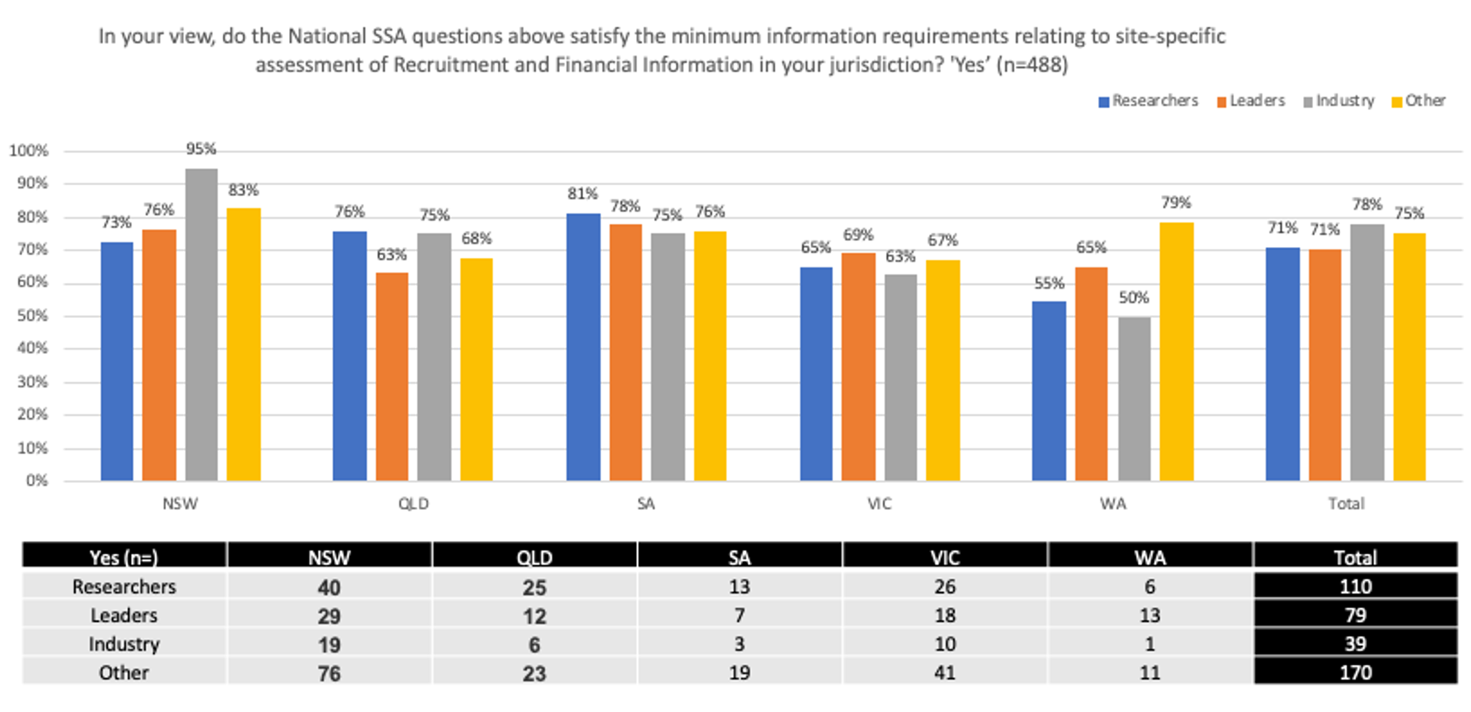 In your view, do the National SSA questions above satisfy the minimum information requirements relating to site-specific
assessment of Recruitment and Financial Information in your jurisdiction? 'Yes’ (n=488)
Researchers Leaders Industry Other
100%
90%
80%
70%
60%
50%
40%
30%
20%
10%
0%
73% 76% 95% 83%
76% 63% 75% 68%
81% 78% 75% 76%
65% 69% 63% 67%
55% 65% 50% 79%
71% 71% 78% 75%
NSW QLD SA VIC WA Total
Yes (n=) NSW QLD SA VIC WA Total
Researchers 40 25 13 26 6 110
Leaders 29 12 7 18 13 79
Industry 19 6 3 10 1 39
Other 76 23 19 41 11 170